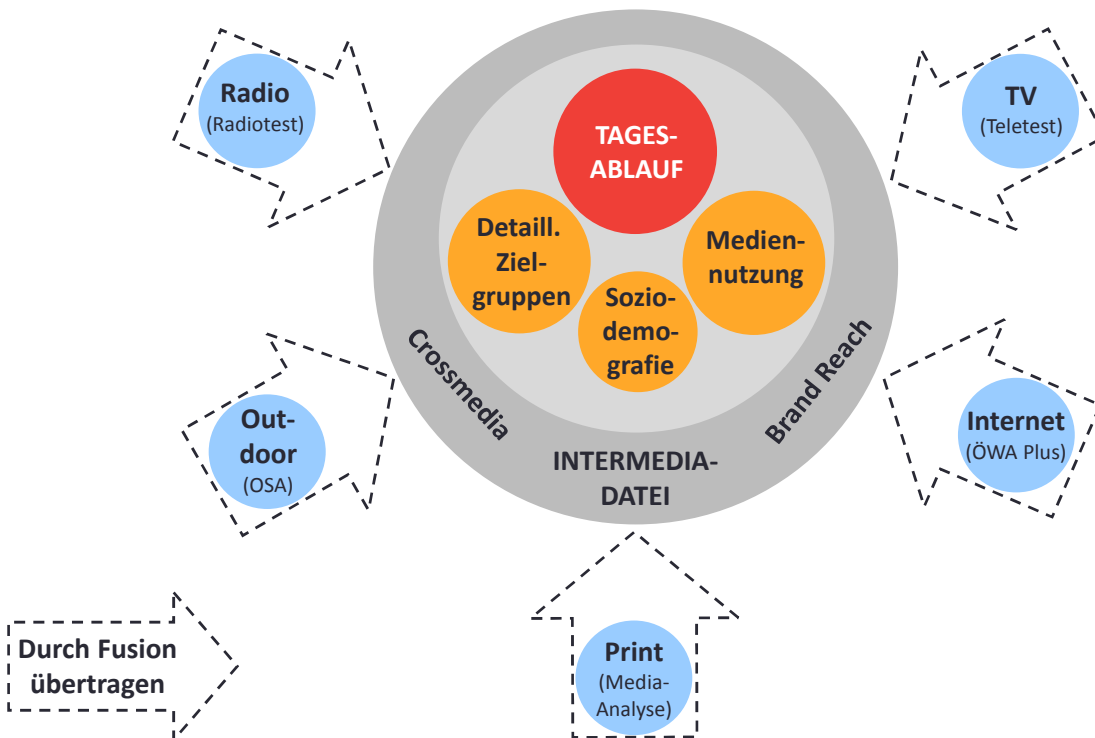 Radio
(Radiotest)
TV
(Teletest)
TAGES-
ABLAUF
Detaill.
Ziel-
gruppen
Medien-
nutzung
Sozio-
demo-
grafie
Crossmedia
Brand Reach
INTERMEDIA-
DATEI
Out-
door
(OSA)
Internet
(ÖWA Plus)
Print
(Media-
Analyse)
Durch Fusion
übertragen